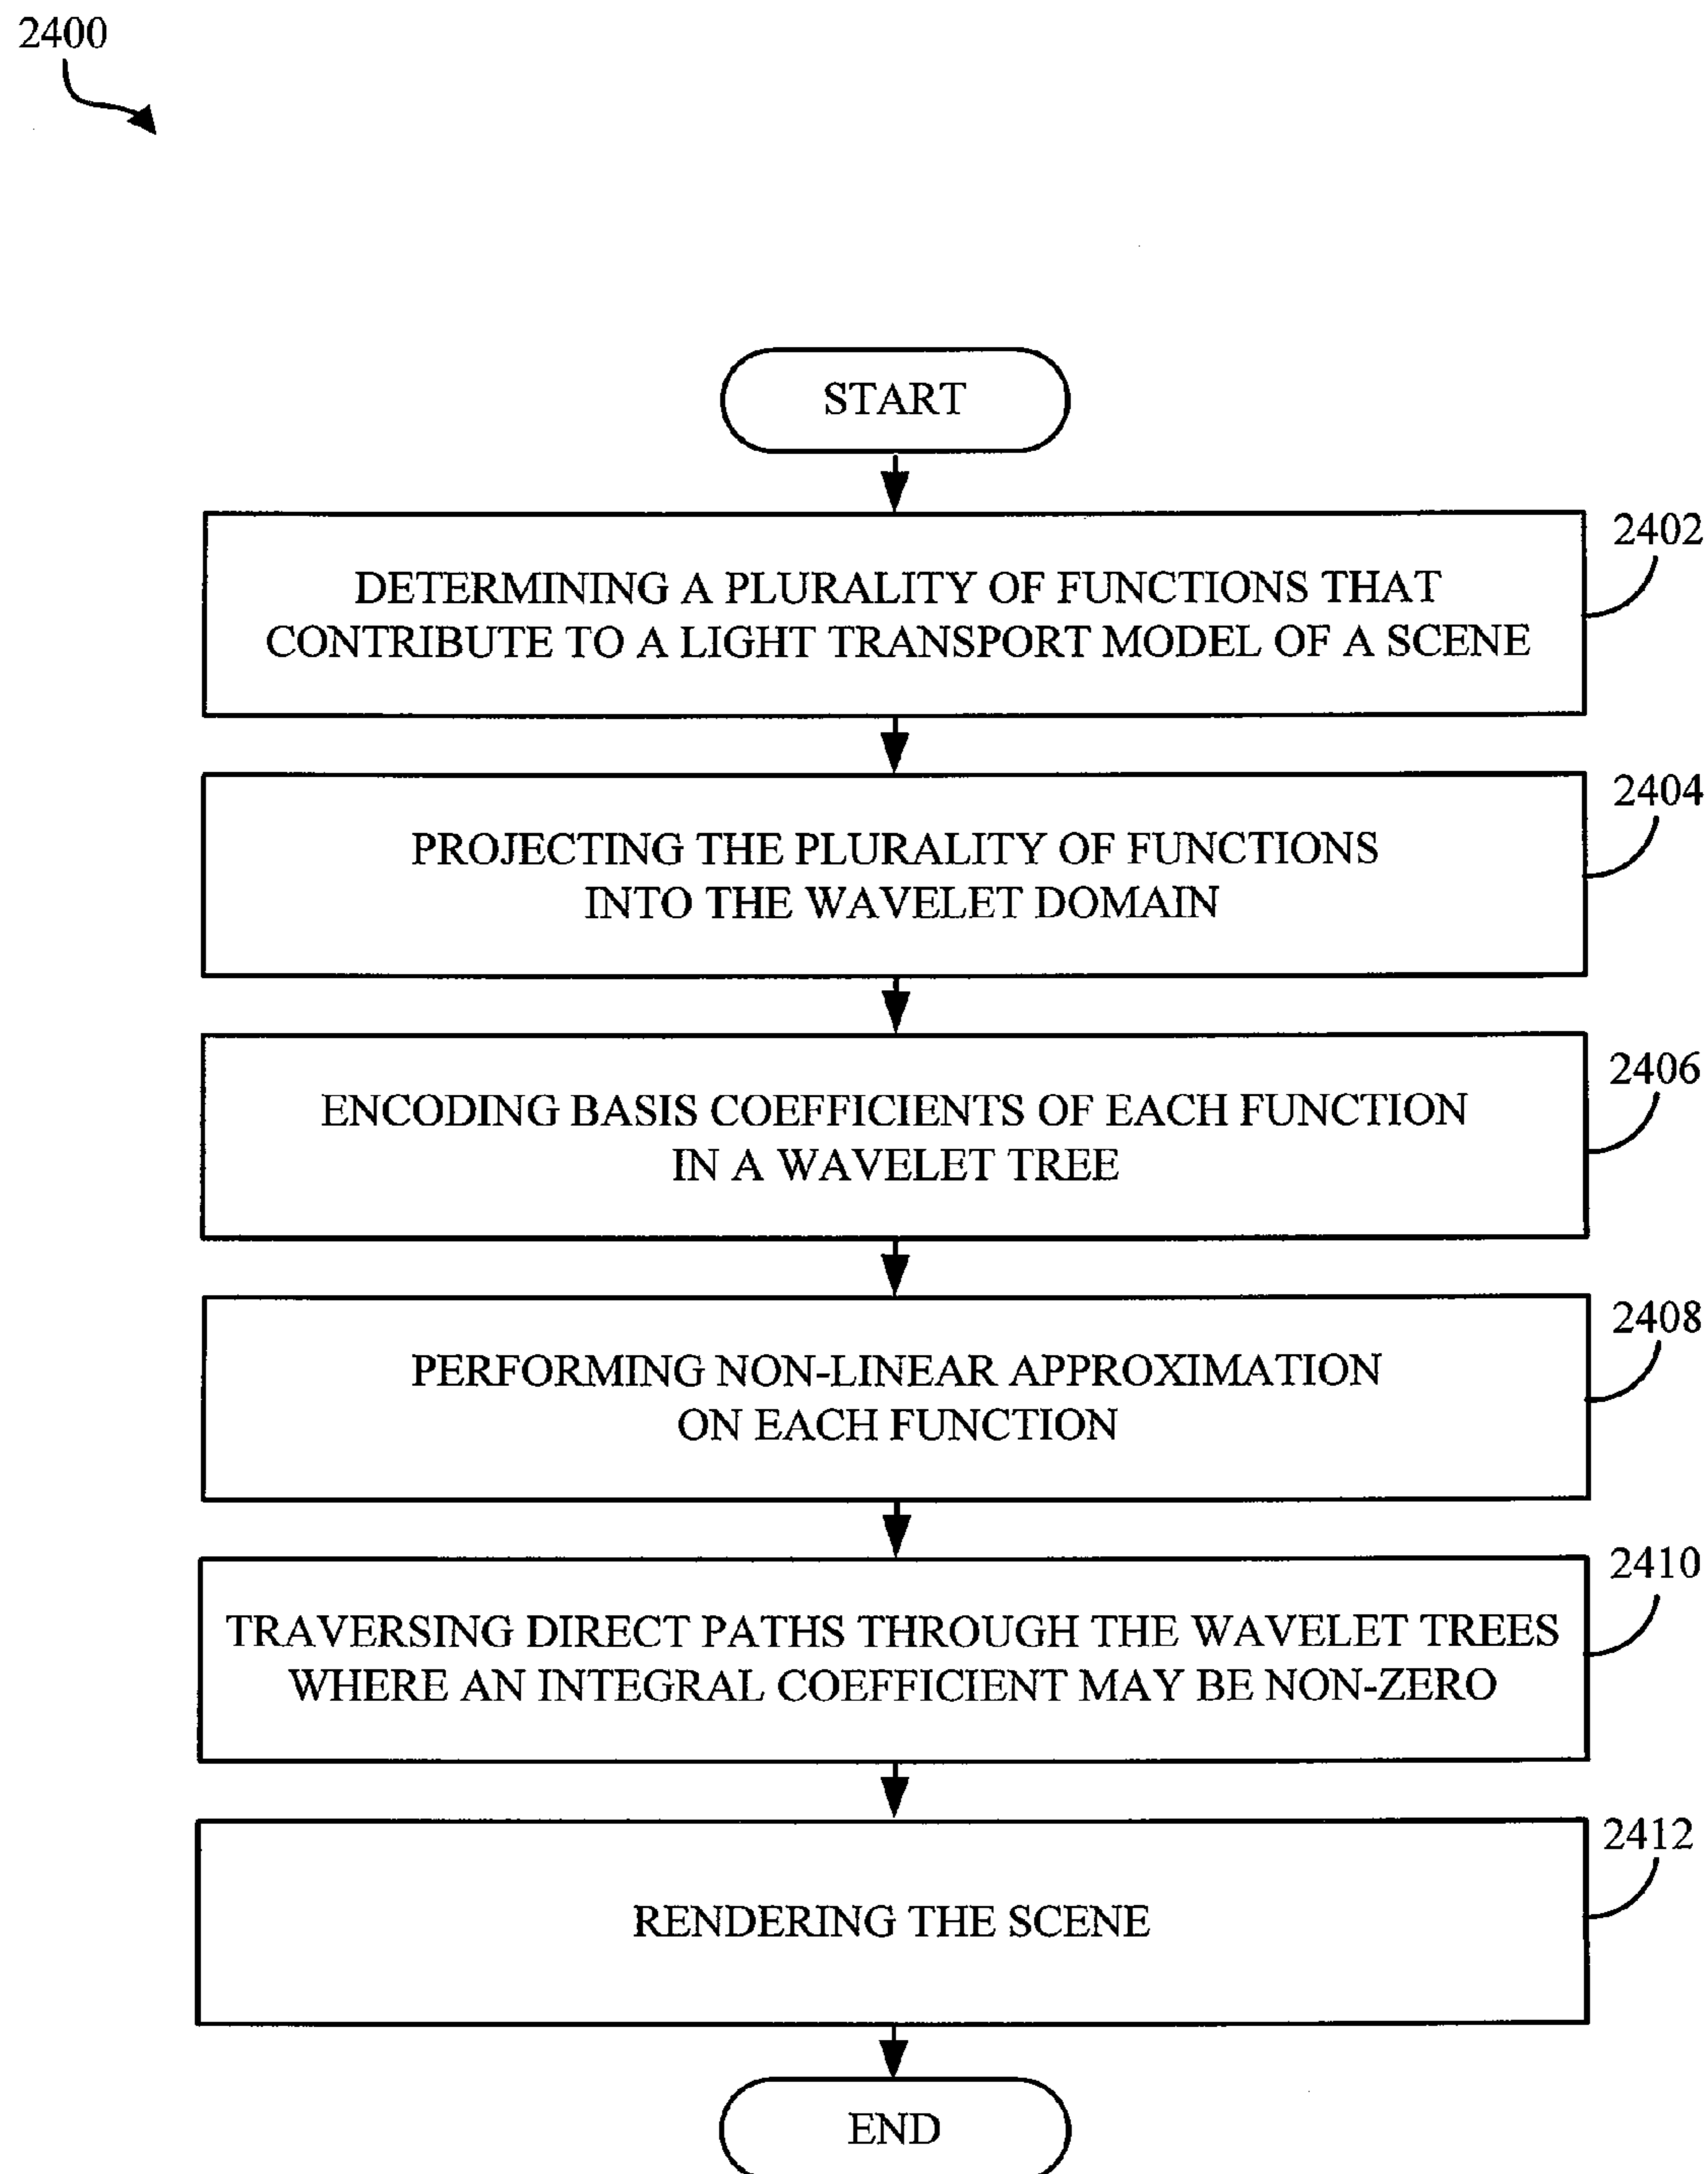 2400
START
2402
DETERMINING A PLURALITY OF FUNCTIONS THAT
CONTRIBUTE TO A LIGHT TRANSPORT MODEL OF A SCENE
2404
PROJECTING THE PLURALITY OF FUNCTIONS
INTO THE WAVELET DOMAIN
2406
ENCODING BASIS COEFFICIENTS OF EACH FUNCTION
IN A WAVELET TREE
2408
PERFORMING NON-LINEAR APPROXIMATION
ON EACH FUNCTION
2410
TRAVERSING DIRECT PATHS THROUGH THE WAVELET TREES
WHERE AN INTEGRAL COEFFICIENT MAY BE NON-ZERO
2412
RENDERING THE SCENE
END